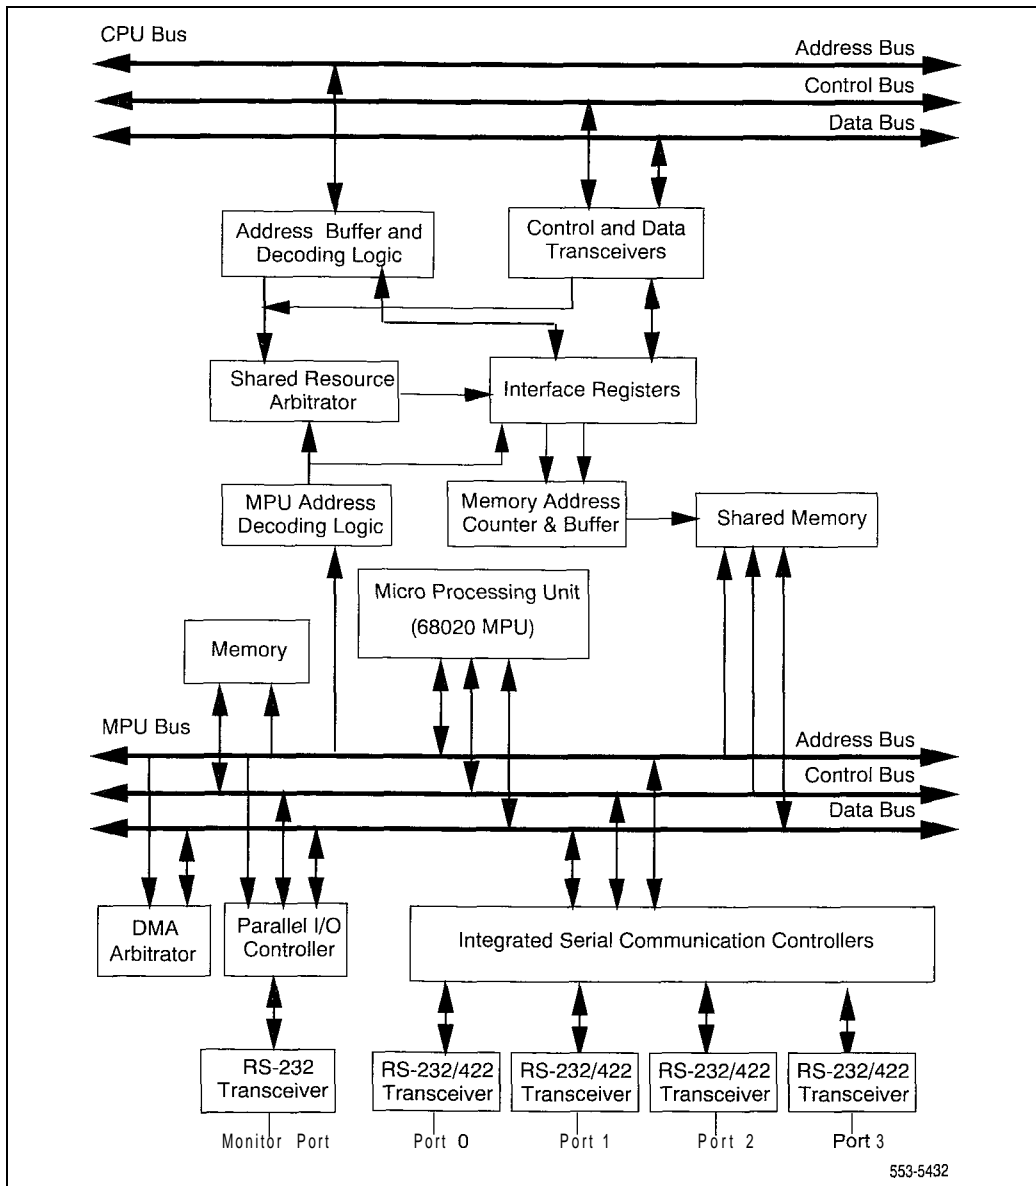 CPU Bus
Address Bus
Control Bus
Data Bus
Address Buffer and
Decoding Logic
Control and Data
Transceivers
Shared Resource
Arbitrator
Interface Registers
MPU Address
Decoding Logic
Memory Address
Counter & Buffer
Shared Memory
Micro Processing Unit
(68020 MPU)
Memory
MPU Bus
Address Bus
Control Bus
Data Bus
DMA
Arbitrator
Parallel I/O
Controller
Integrated Serial Communication Controllers
RS-232
Transceiver
RS-232/422
Transceiver
RS-232/422
Transceiver
RS-232/422
Transceiver
RS-232/422
Transceiver
Monitor Port
Port 0
Port 1
Port 2
Port 3
553-5432